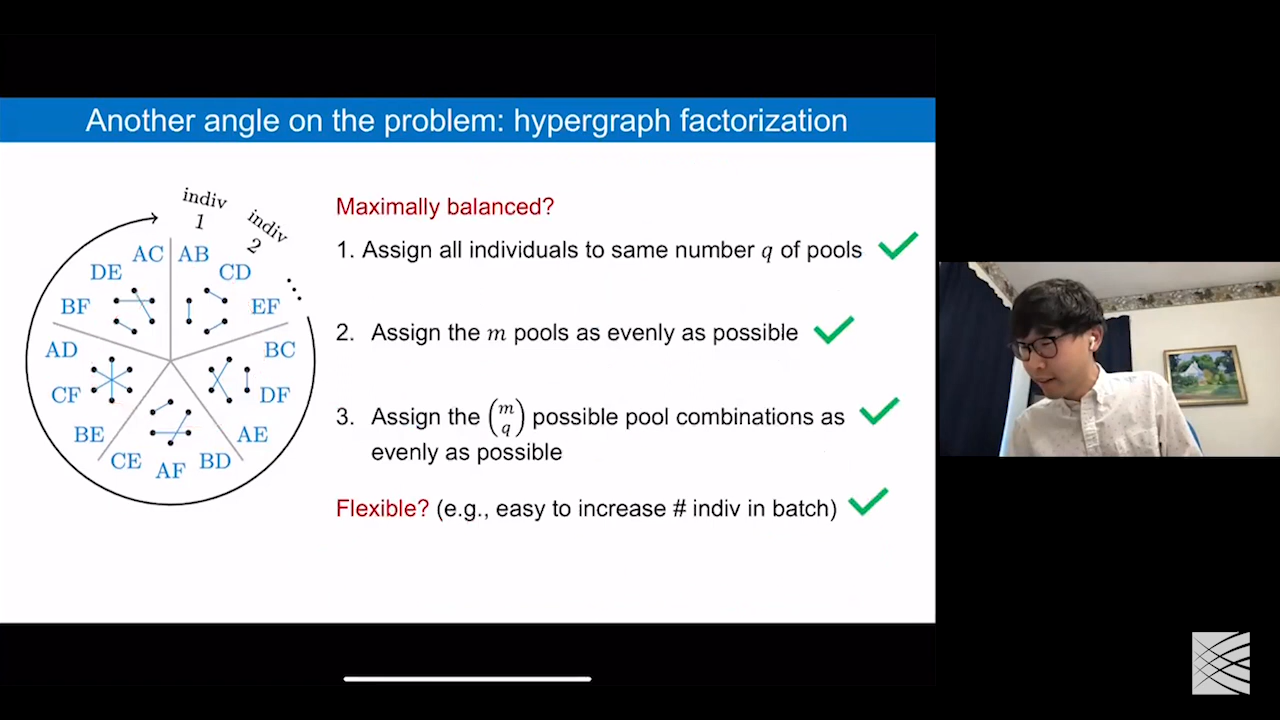 Another angle on the problem: hypergraph factorization
indiv
1
indiv
2
AC
AB
DE
CD
BF
EF
AD
BC
CF
DF
BE
AE
CE
AF
BD
Maximally balanced?
1. Assign all individuals to same number q of pools
2. Assign the m pools as evenly as possible
3. Assign the (m q) possible pool combinations as
evenly as possible
Flexible? (e.g., easy to increase # indiv in batch)